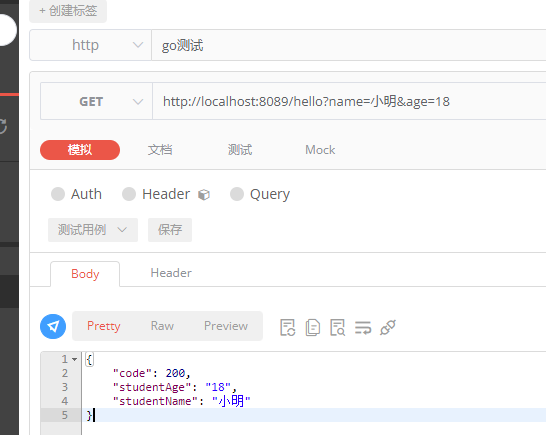 + 创建标签
http go测试
GET http://localhost:8089/hello?name=小明&age=18
模拟 文档 测试 Mock
Auth Header Query
测试用例 保存
Body Header
Pretty Raw Preview
1 {
2 "code": 200,
3 "studentAge": "18",
4 "studentName": "小明"
5 }